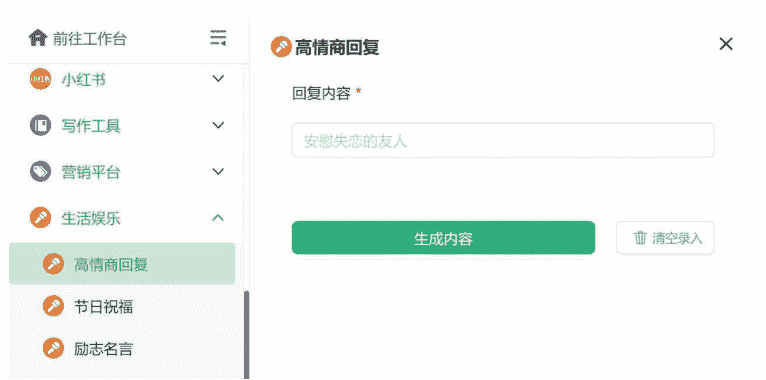 前往工作台
小红书
写作工具
营销平台
生活娱乐
高情商回复
节日祝福
励志名言
高情商回复
回复内容 *
安慰失恋的友人
生成内容
清空录入